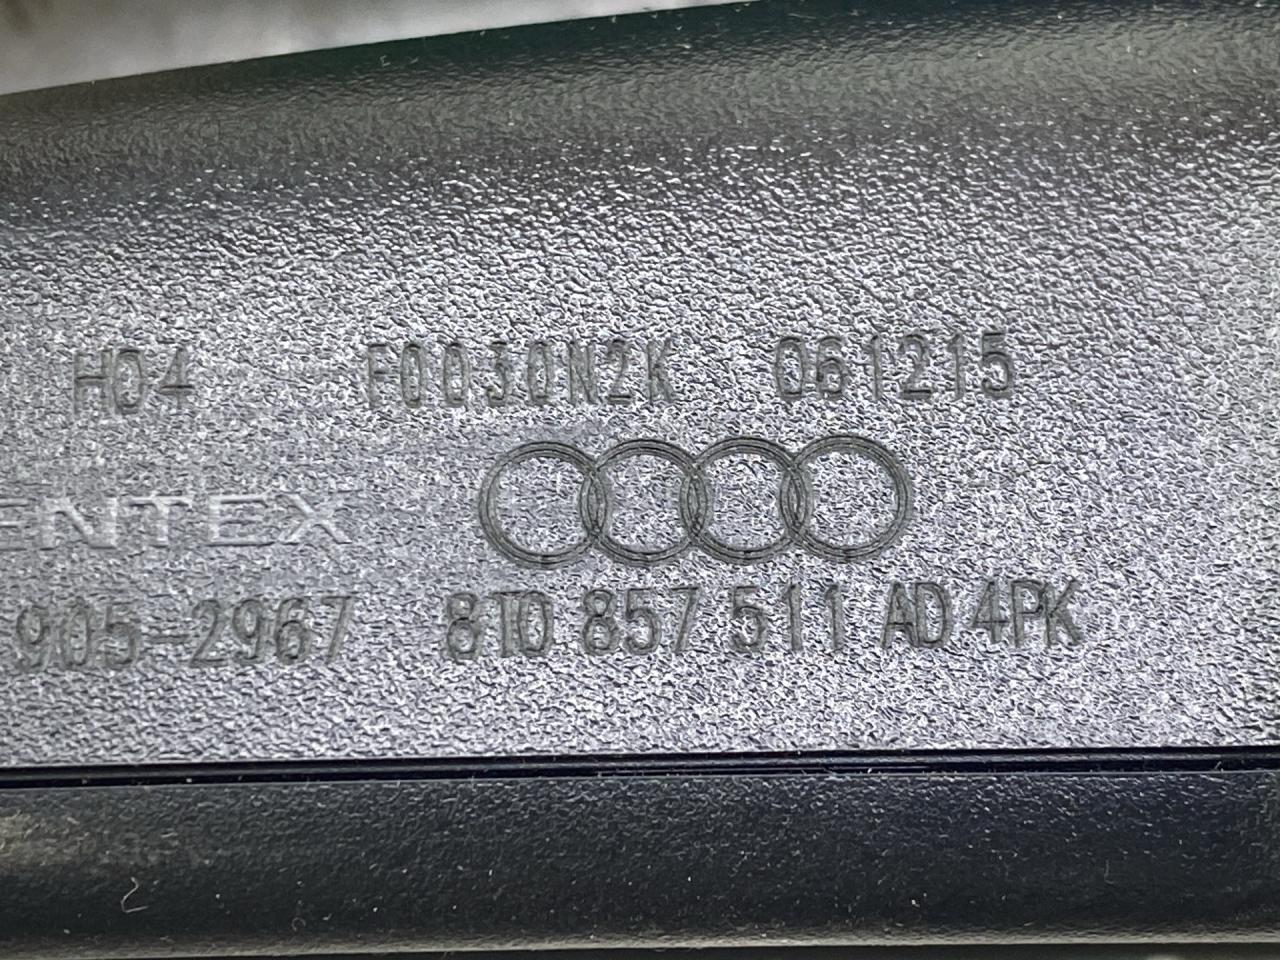 H04 F0030N2K 061215
ENTEX
905-2967 8T0 857 511 AD 4PK